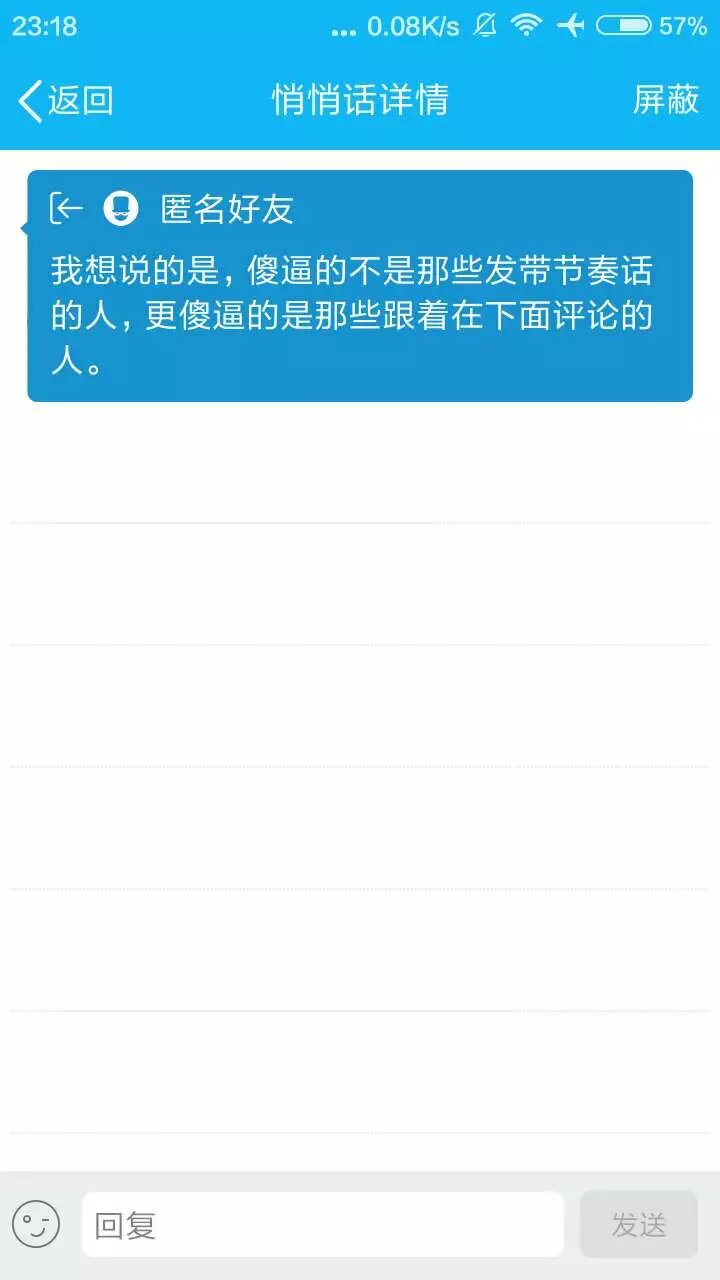 23:18 ... 0.08K/s 57%
返回 悄悄话详情 屏蔽
匿名好友
我想说的是，傻逼的不是那些发带节奏话
的人，更傻逼的是那些跟着在下面评论的
人。
回复 发送